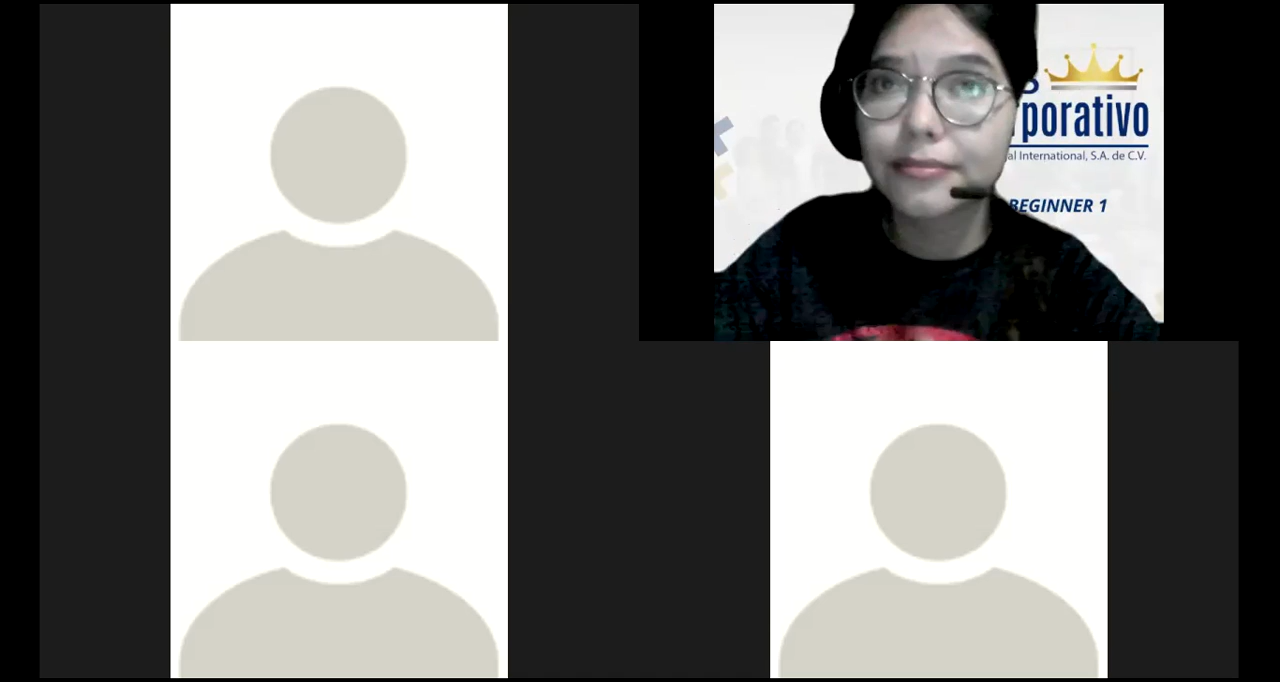 s
porativo
al International, S.A. de C.V.
BEGINNER 1